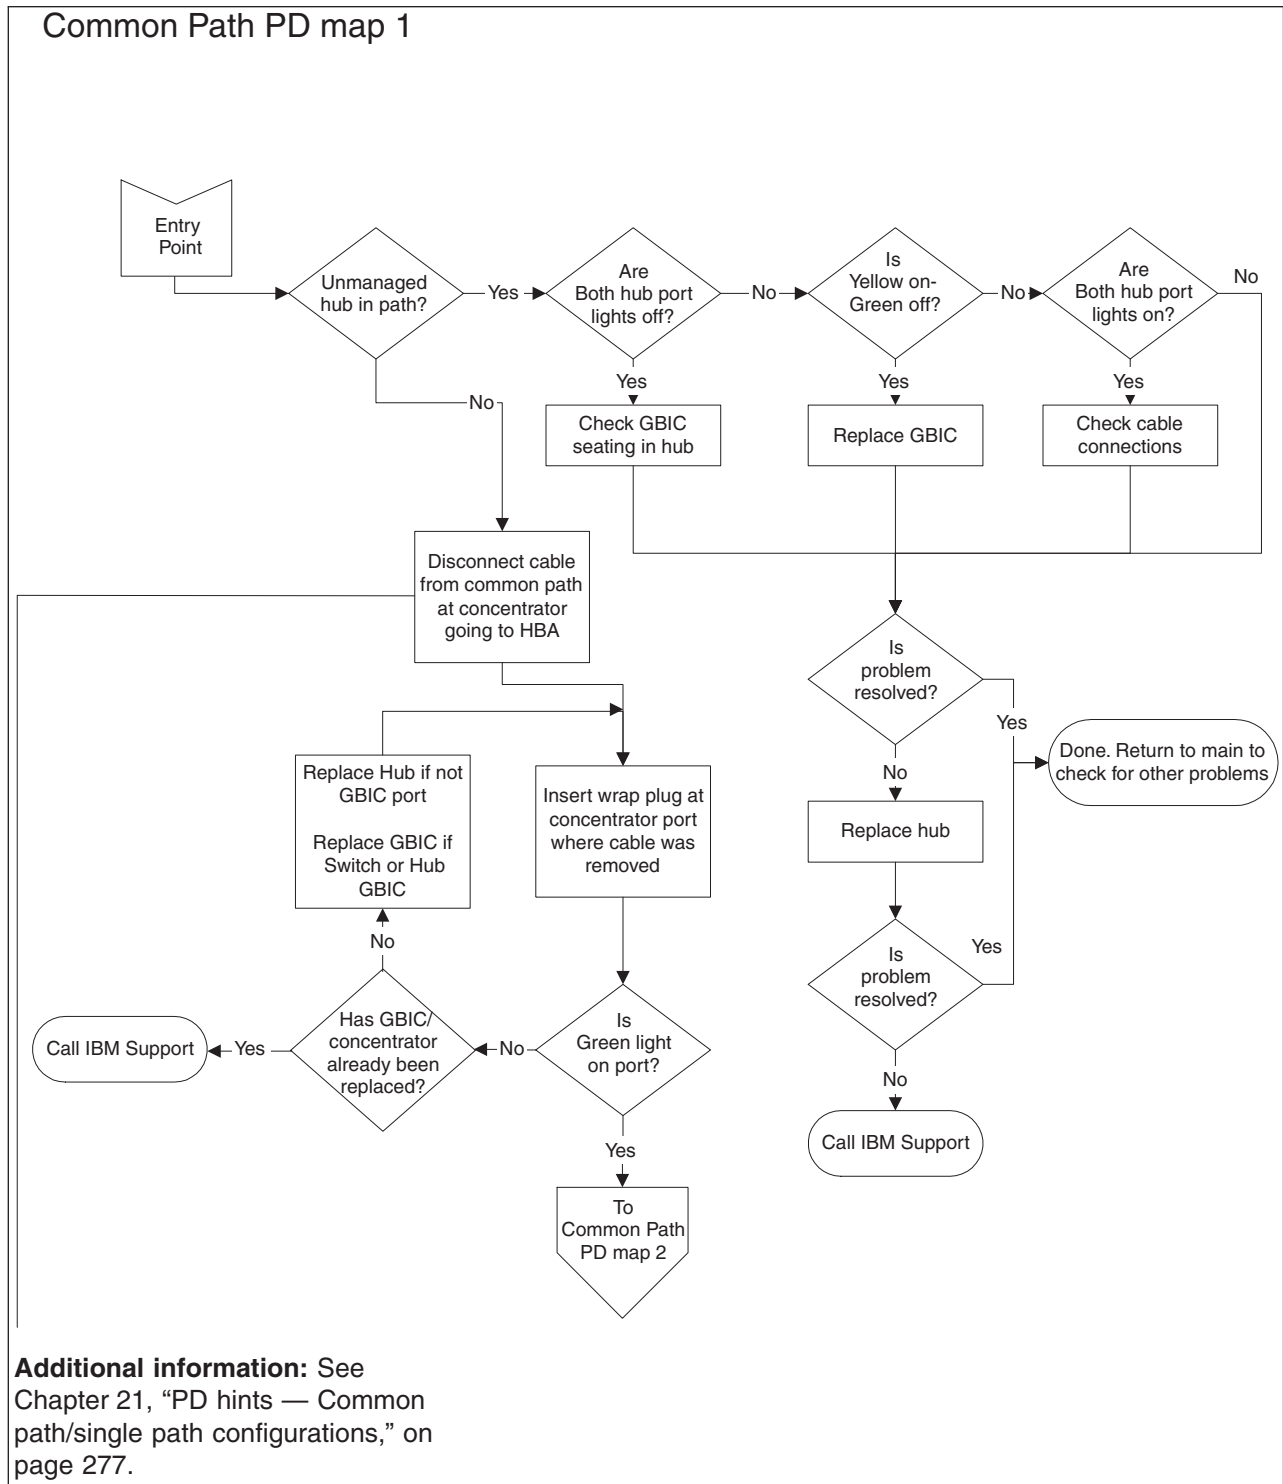 Common Path PD map 1
Entry
Point
Unmanaged
hub in path?
Yes
Are
Both hub port
lights off?
No
Is
Yellow on-
Green off?
No
Are
Both hub port
lights on?
No
No
Yes
Check GBIC
seating in hub
Yes
Replace GBIC
Yes
Check cable
connections
Disconnect cable
from common path
at concentrator
going to HBA
Is
problem
resolved?
Yes
Done. Return to main to
check for other problems
No
Replace hub
Replace Hub if not
GBIC port
Replace GBIC if
Switch or Hub
GBIC
Insert wrap plug at
concentrator port
where cable was
removed
No
Is
problem
resolved?
Yes
Call IBM Support
Yes
Has GBIC/
concentrator
already been
replaced?
No
Is
Green light
on port?
No
Call IBM Support
Yes
To
Common Path
PD map 2
Additional information: See
Chapter 21, “PD hints — Common
path/single path configurations,” on
page 277.